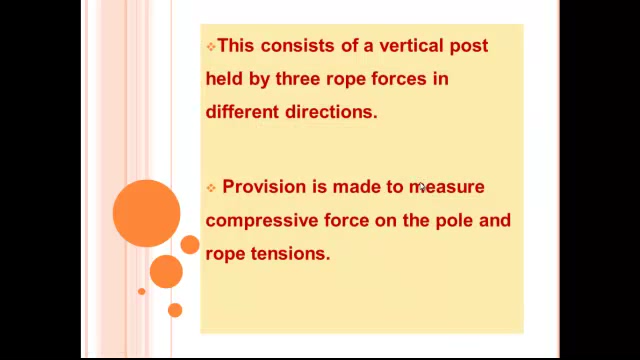 This consists of a vertical post
held by three rope forces in
different directions.
Provision is made to measure
compressive force on the pole and
rope tensions.